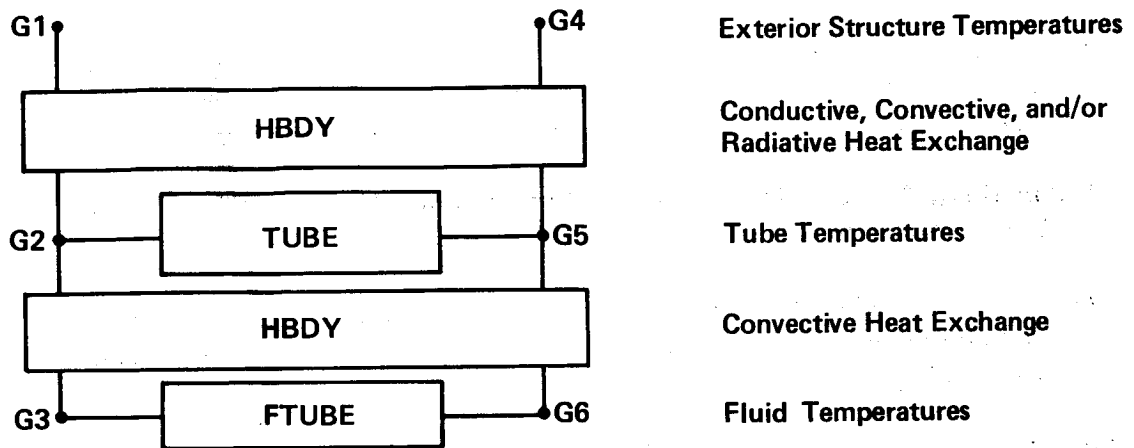 G1
G4
Exterior Structure Temperatures
HBDY
Conductive, Convective, and/or
Radiative Heat Exchange
G2
TUBE
G5
Tube Temperatures
HBDY
Convective Heat Exchange
G3
FTUBE
G6
Fluid Temperatures